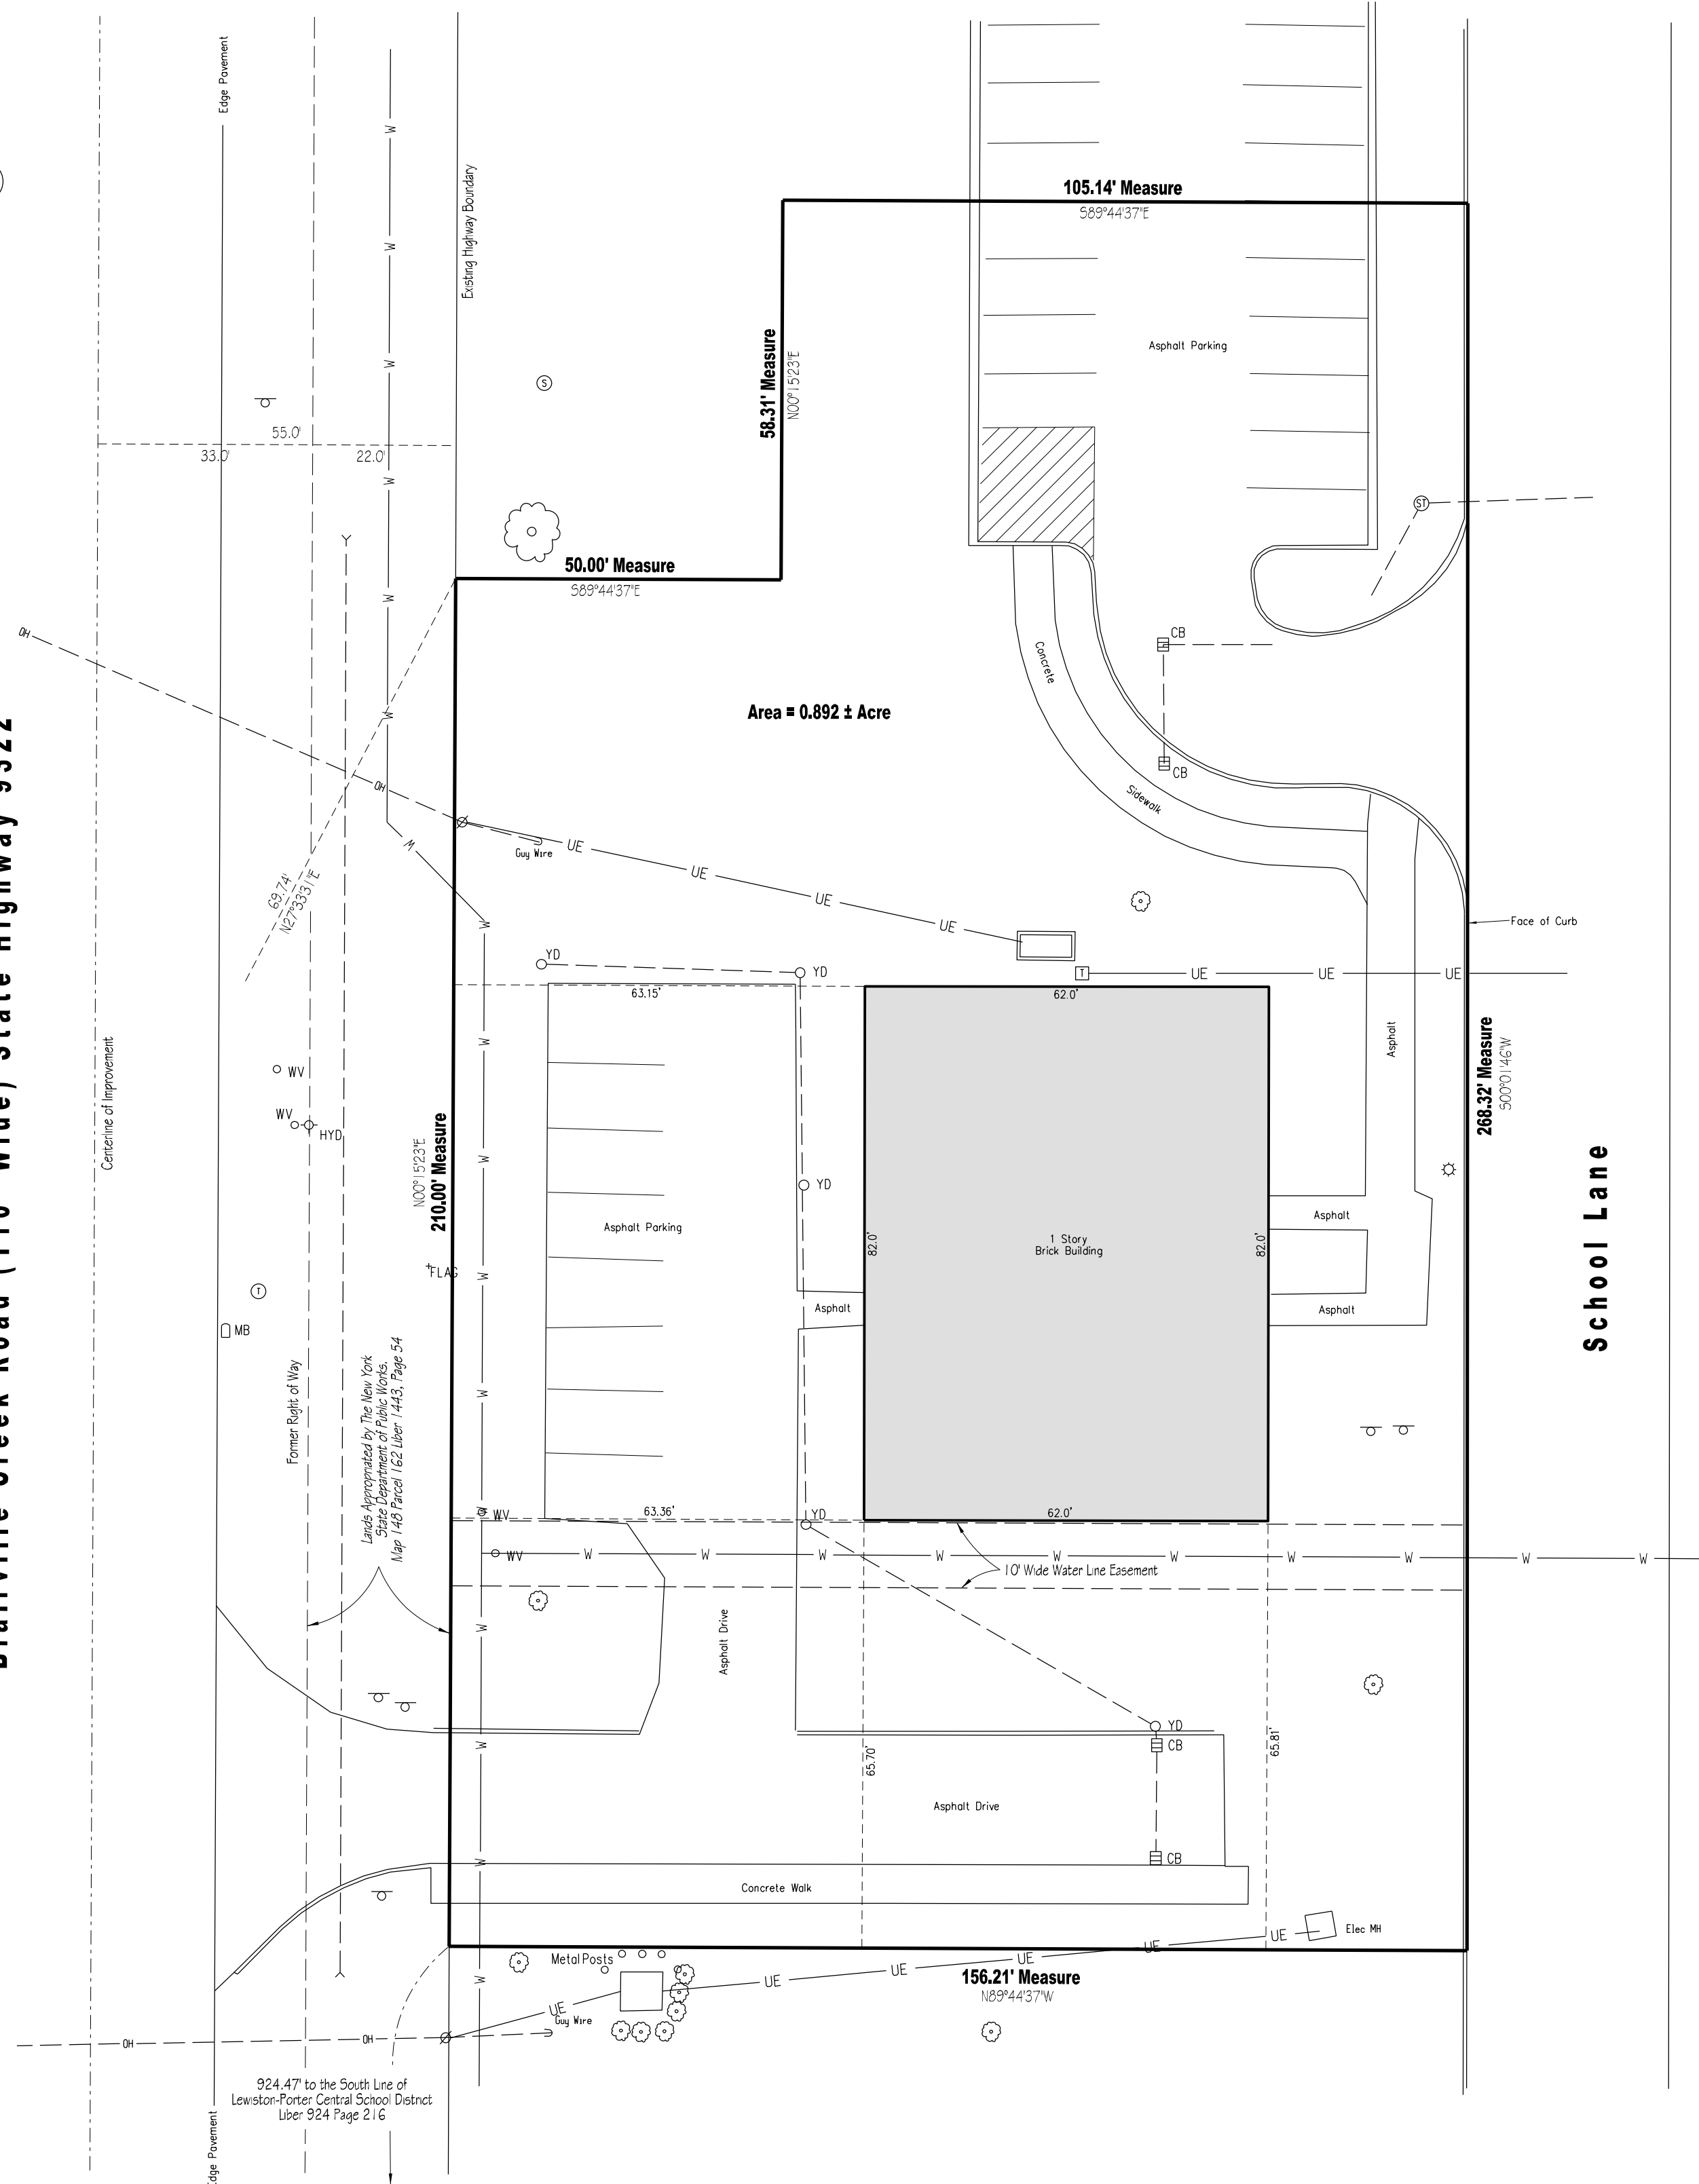 Edge Pavement
Existing Highway Boundary
W
W
W
W
W
W
W
W
105.14' Measure
S89°44'37"E
58.31' Measure
N00°15'23"E
Asphalt Parking
S
55.0'
33.0'
22.0'
ST
50.00' Measure
S89°44'37"E
OH
OH
CB
CB
Concrete
Sidewalk
Area = 0.892 ± Acre
Guy Wire
UE
UE
UE
UE
69.74'
N27°33'31"E
Face of Curb
YD
YD
T
UE
UE
UE
63.15'
62.0'
Centerline of Improvement
WV
WV
HYD
N00°15'23"E
210.00' Measure
W
W
W
W
W
W
W
W
W
W
YD
Asphalt
268.32' Measure
S00°01'46"W
School Lane
Asphalt Parking
82.0'
1 Story
Brick Building
82.0'
Asphalt
Asphalt
Asphalt
FLAG
T
MB
Former Right of Way
Lands Appropriated by The New York
State Department of Public Works.
Map 148 Parcel 162 Liber 1443, Page 54
WV
63.36'
YD
62.0'
WV
W
W
W
W
W
W
W
W
W
W
10' Wide Water Line Easement
Asphalt Drive
YD
CB
65.70'
65.81'
Asphalt Drive
CB
Concrete Walk
Elec MH
Metal Posts
UE
UE
UE
UE
UE
UE
156.21' Measure
N89°44'37"W
Guy Wire
OH
OH
924.47' to the South Line of
Lewiston-Porter Central School District
Liber 924 Page 216
Edge Pavement